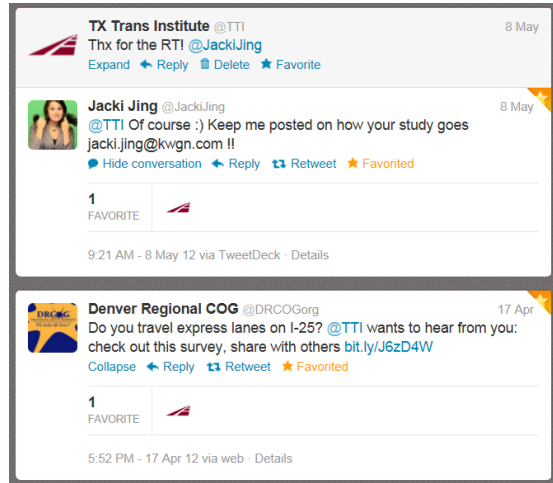 TX Trans Institute @TTI 8 May
Thx for the RT! @JackiJing
Expand Reply Delete Favorite
Jacki Jing @JackiJing 8 May
@TTI Of course :) Keep me posted on how your study goes
jacki.jing@kwgn.com !!
Hide conversation Reply Retweet Favorited
1
FAVORITE
9:21 AM - 8 May 12 via TweetDeck · Details
DRCOG
Denver Regional COG @DRCOGorg 17 Apr
Do you travel express lanes on I-25? @TTI wants to hear from you:
check out this survey, share with others bit.ly/J6zD4W
Collapse Reply Retweet Favorited
1
FAVORITE
5:52 PM - 17 Apr 12 via web · Details